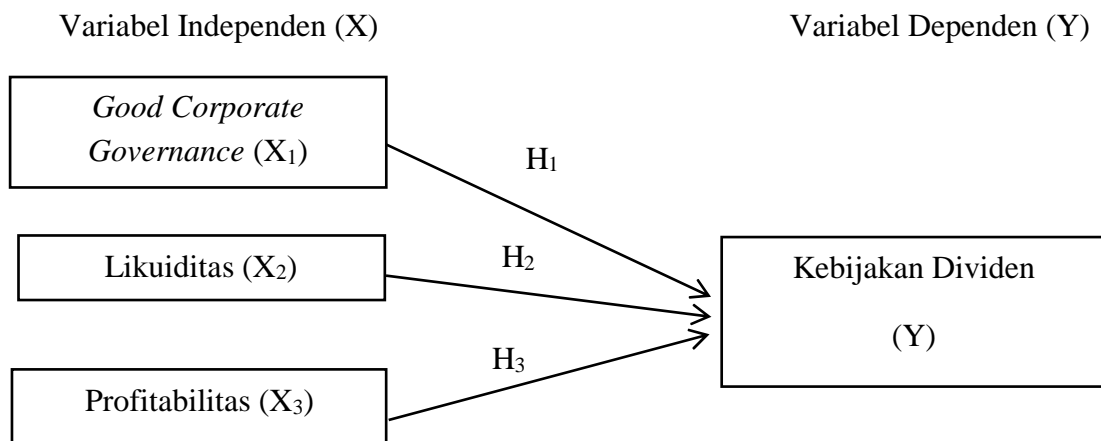 Variabel Independen (X)
Variabel Dependen (Y)
Good Corporate
Governance (X₁)
H₁
Likuiditas (X₂)
H₂
Kebijakan Dividen
(Y)
H₃
Profitabilitas (X₃)